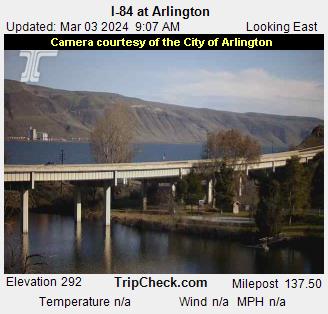 I-84 at Arlington
Updated: Mar 03 2024 9:07 AM Looking East
Camera courtesy of the City of Arlington
Elevation 292 TripCheck.com Milepost 137.50
Temperature n/a Wind n/a MPH n/a